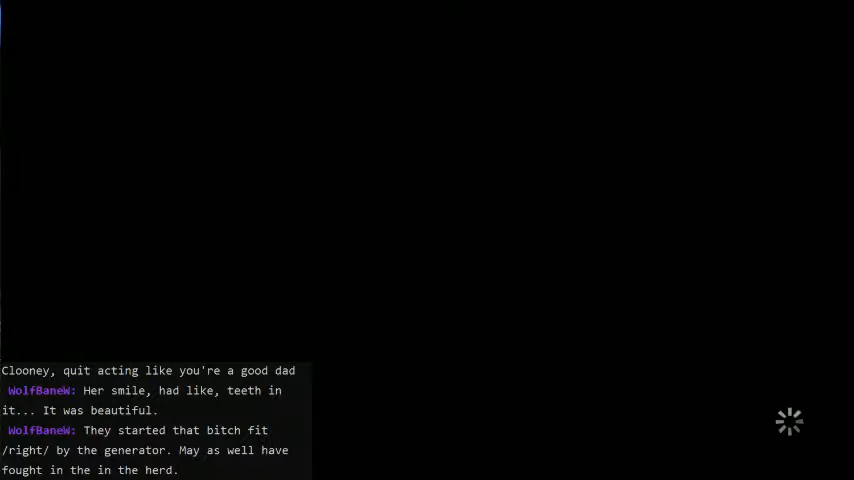 Clooney, quit acting like you're a good dad
WolfBaneW: Her smile, had like, teeth in
it... It was beautiful.
WolfBaneW: They started that bitch fit
/right/ by the generator. May as well have
fought in the in the herd.